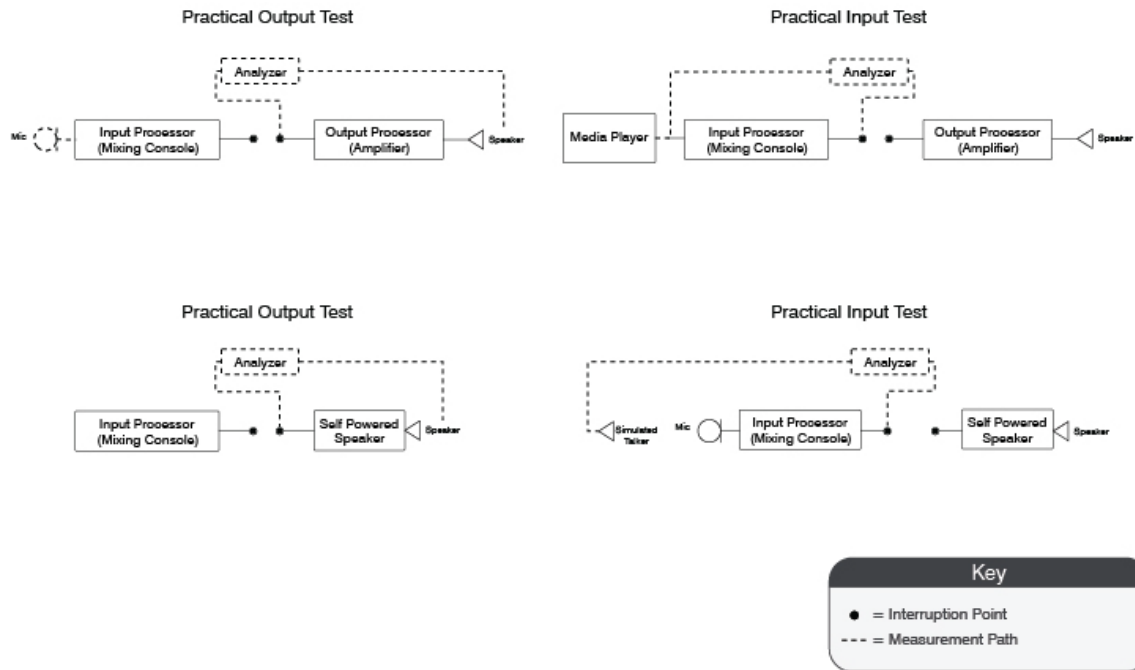 Practical Output Test
Analyzer
Mic
Input Processor
(Mixing Console)
Output Processor
(Amplifier)
Speaker
Practical Input Test
Analyzer
Media Player
Input Processor
(Mixing Console)
Output Processor
(Amplifier)
Speaker
Practical Output Test
Analyzer
Input Processor
(Mixing Console)
Self Powered
Speaker
Speaker
Practical Input Test
Analyzer
Simulated
Talker
Mic
Input Processor
(Mixing Console)
Self Powered
Speaker
Speaker
Key
= Interruption Point
= Measurement Path